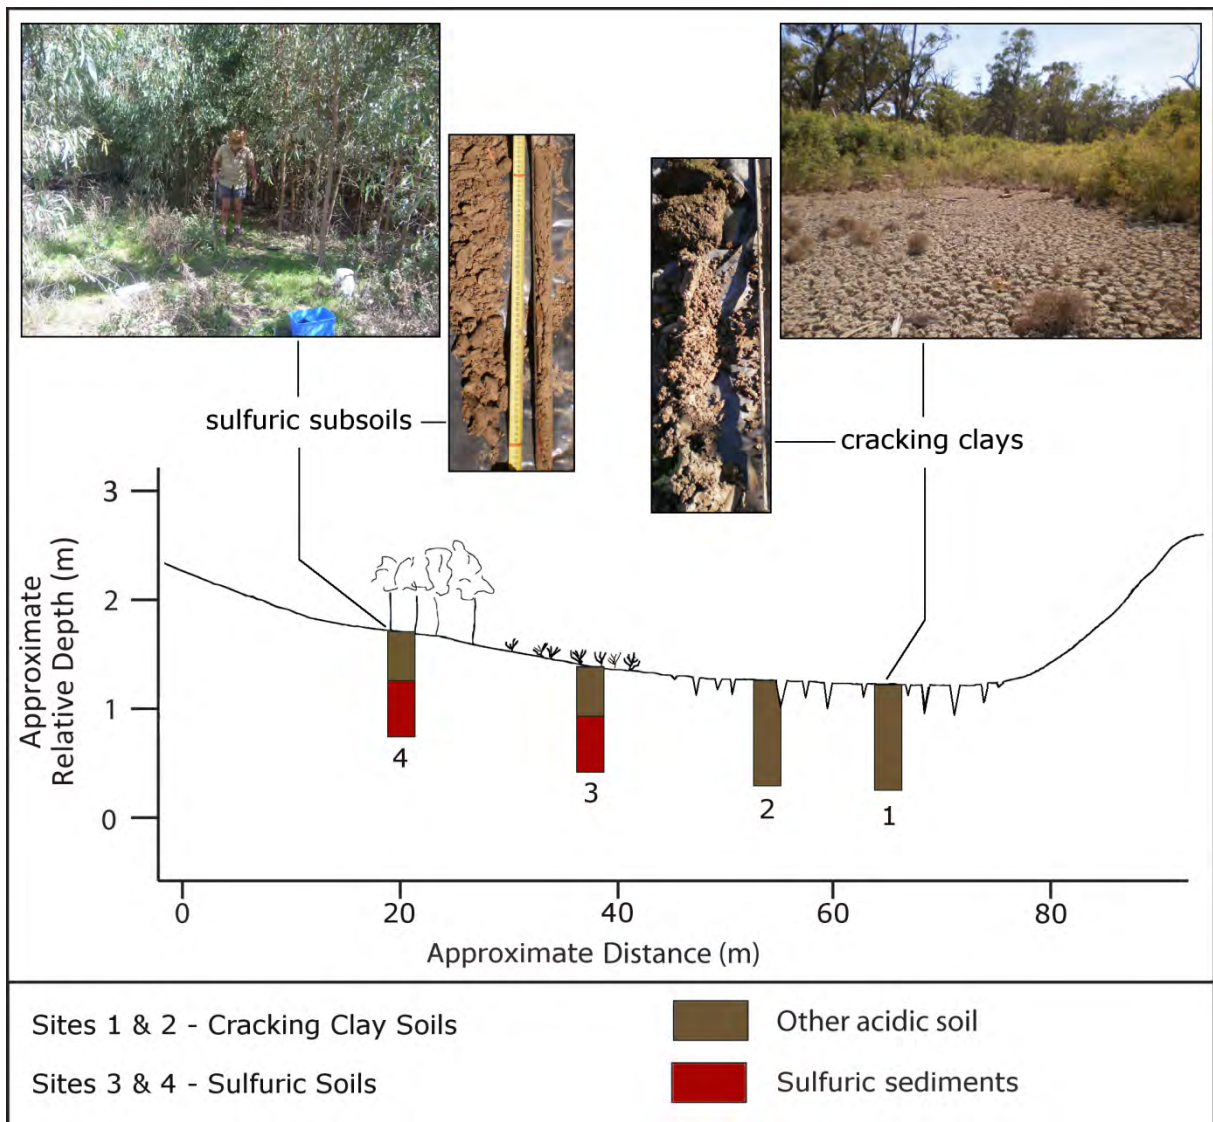 sulfuric subsoils
cracking clays
Approximate
Relative Depth (m)
3
2
1
0
4
3
2
1
0
20
40
60
80
Approximate Distance (m)
Sites 1 & 2 - Cracking Clay Soils
Other acidic soil
Sites 3 & 4 - Sulfuric Soils
Sulfuric sediments